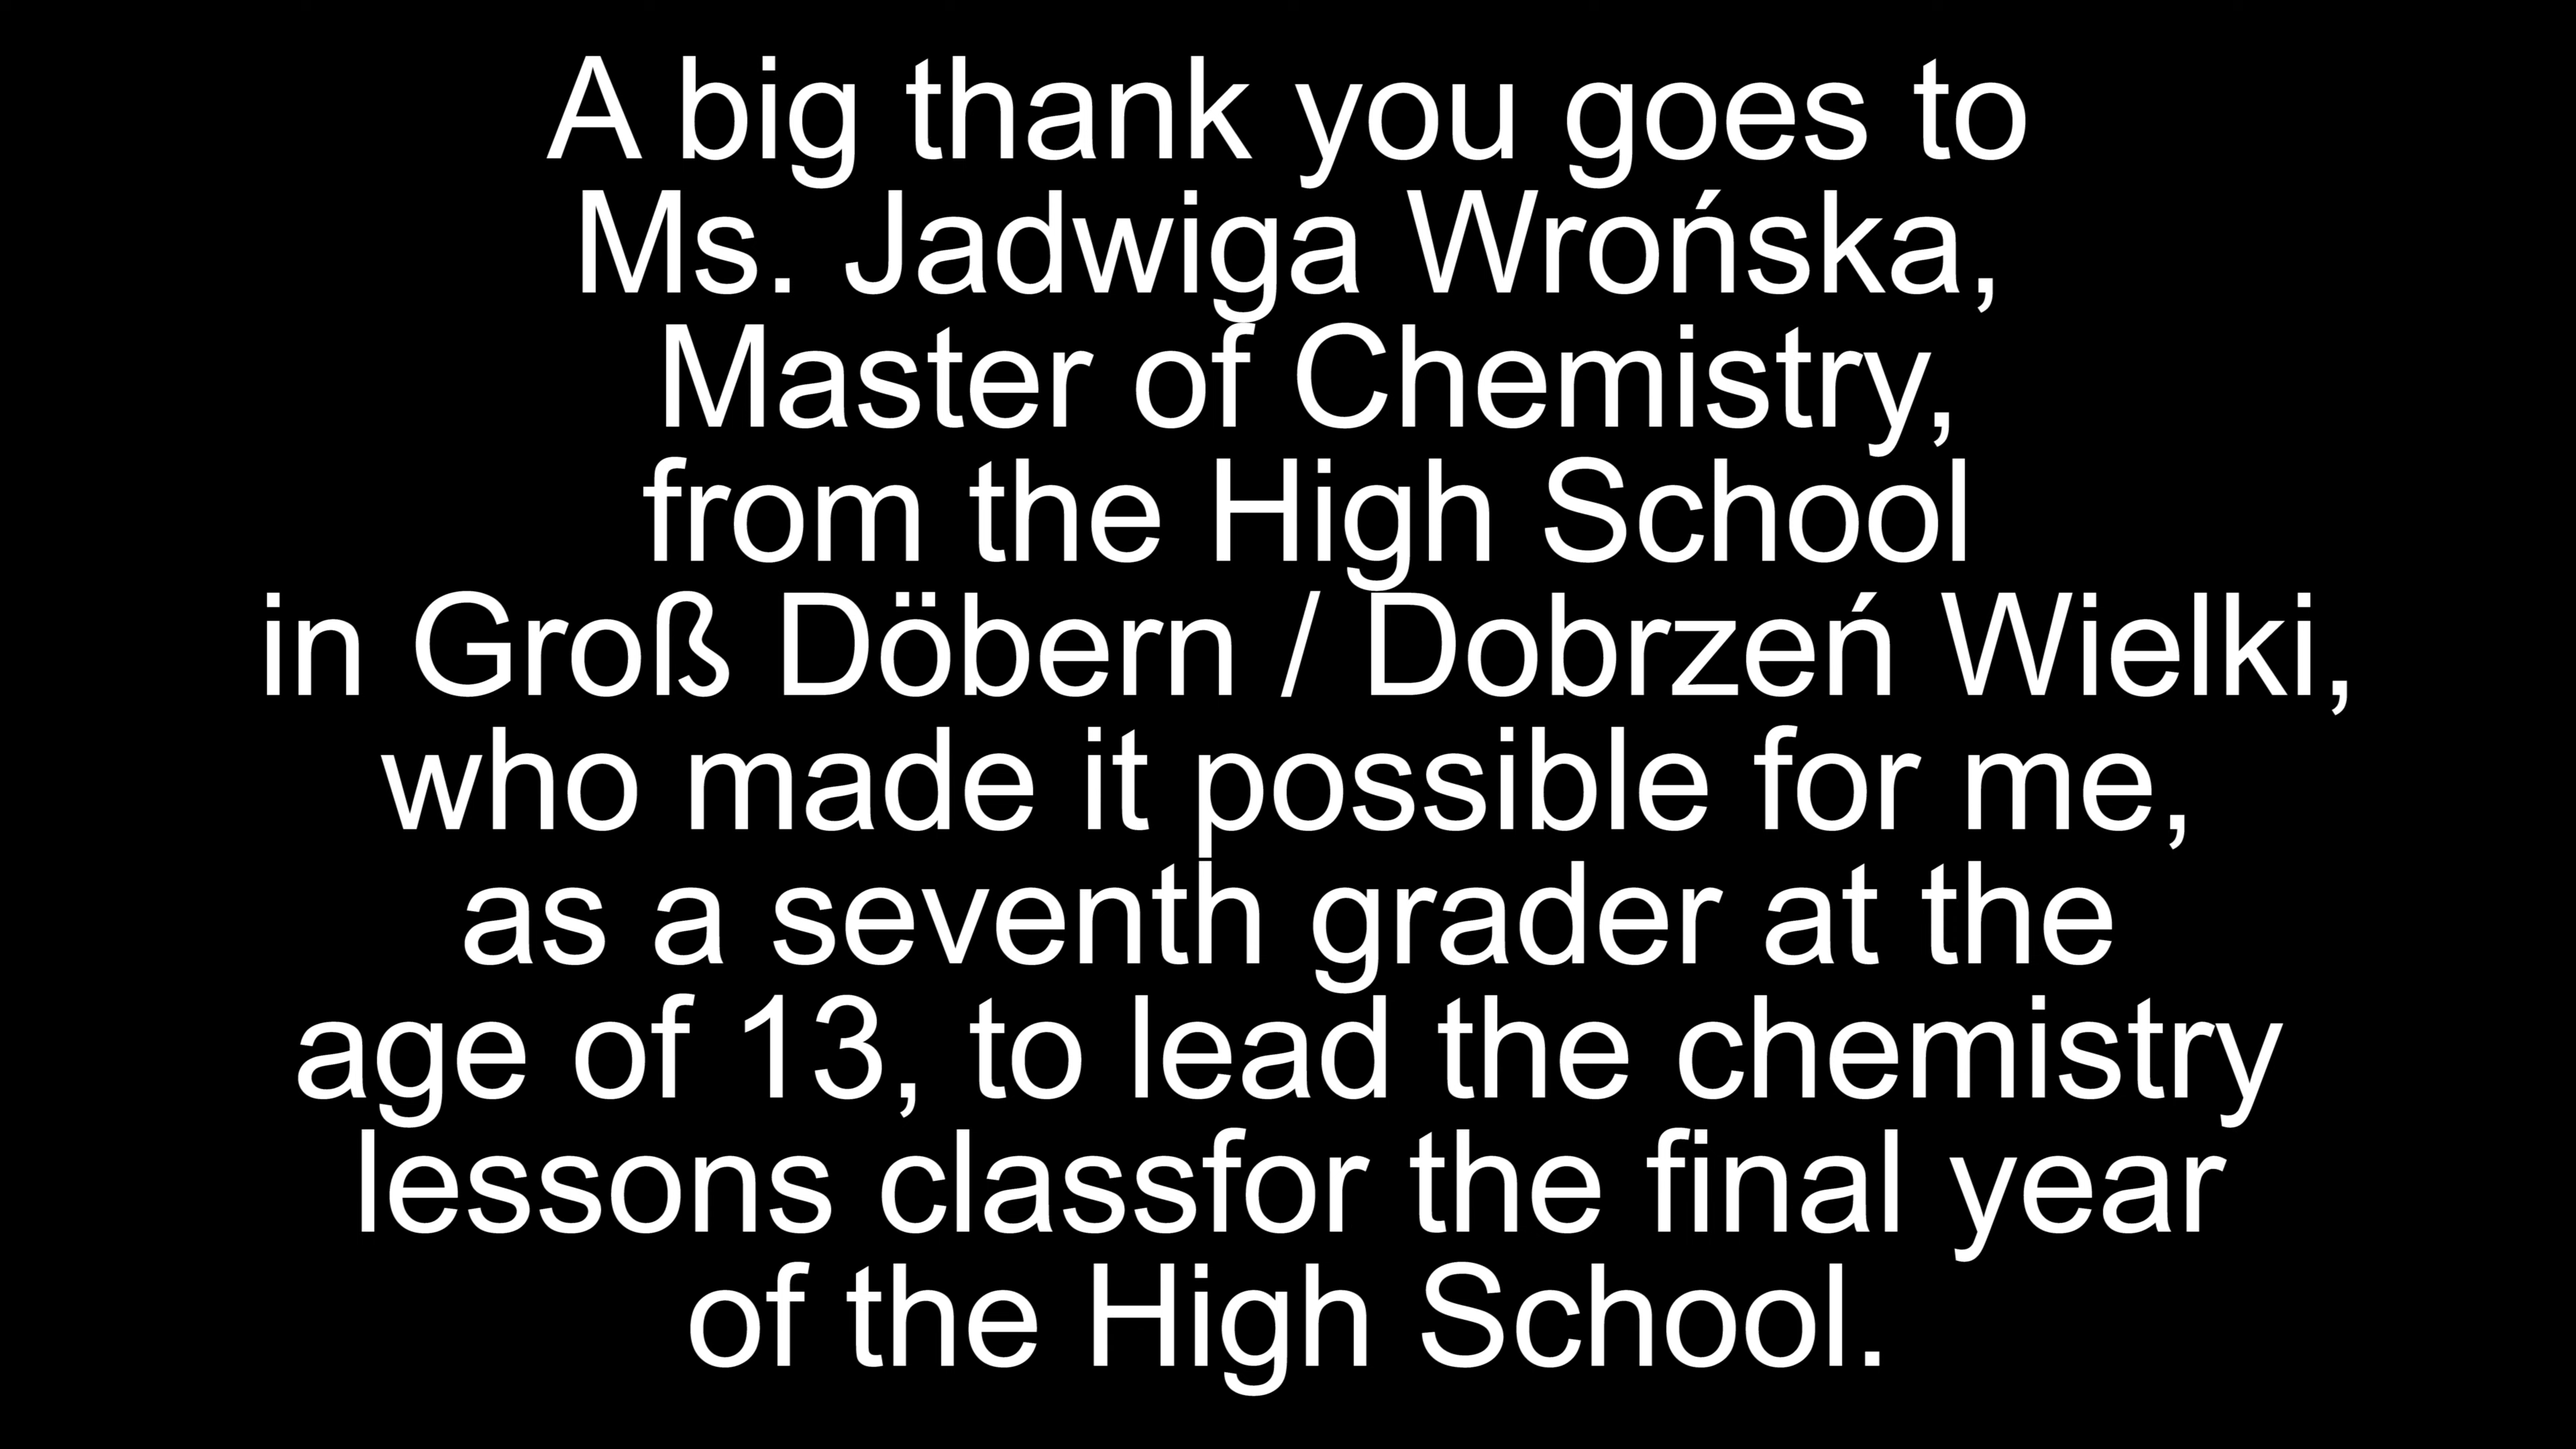 A big thank you goes to
Ms. Jadwiga Wrońska,
Master of Chemistry,
from the High School
in Groß Döbern / Dobrzeń Wielki,
who made it possible for me,
as a seventh grader at the
age of 13, to lead the chemistry
lessons classfor the final year
of the High School.